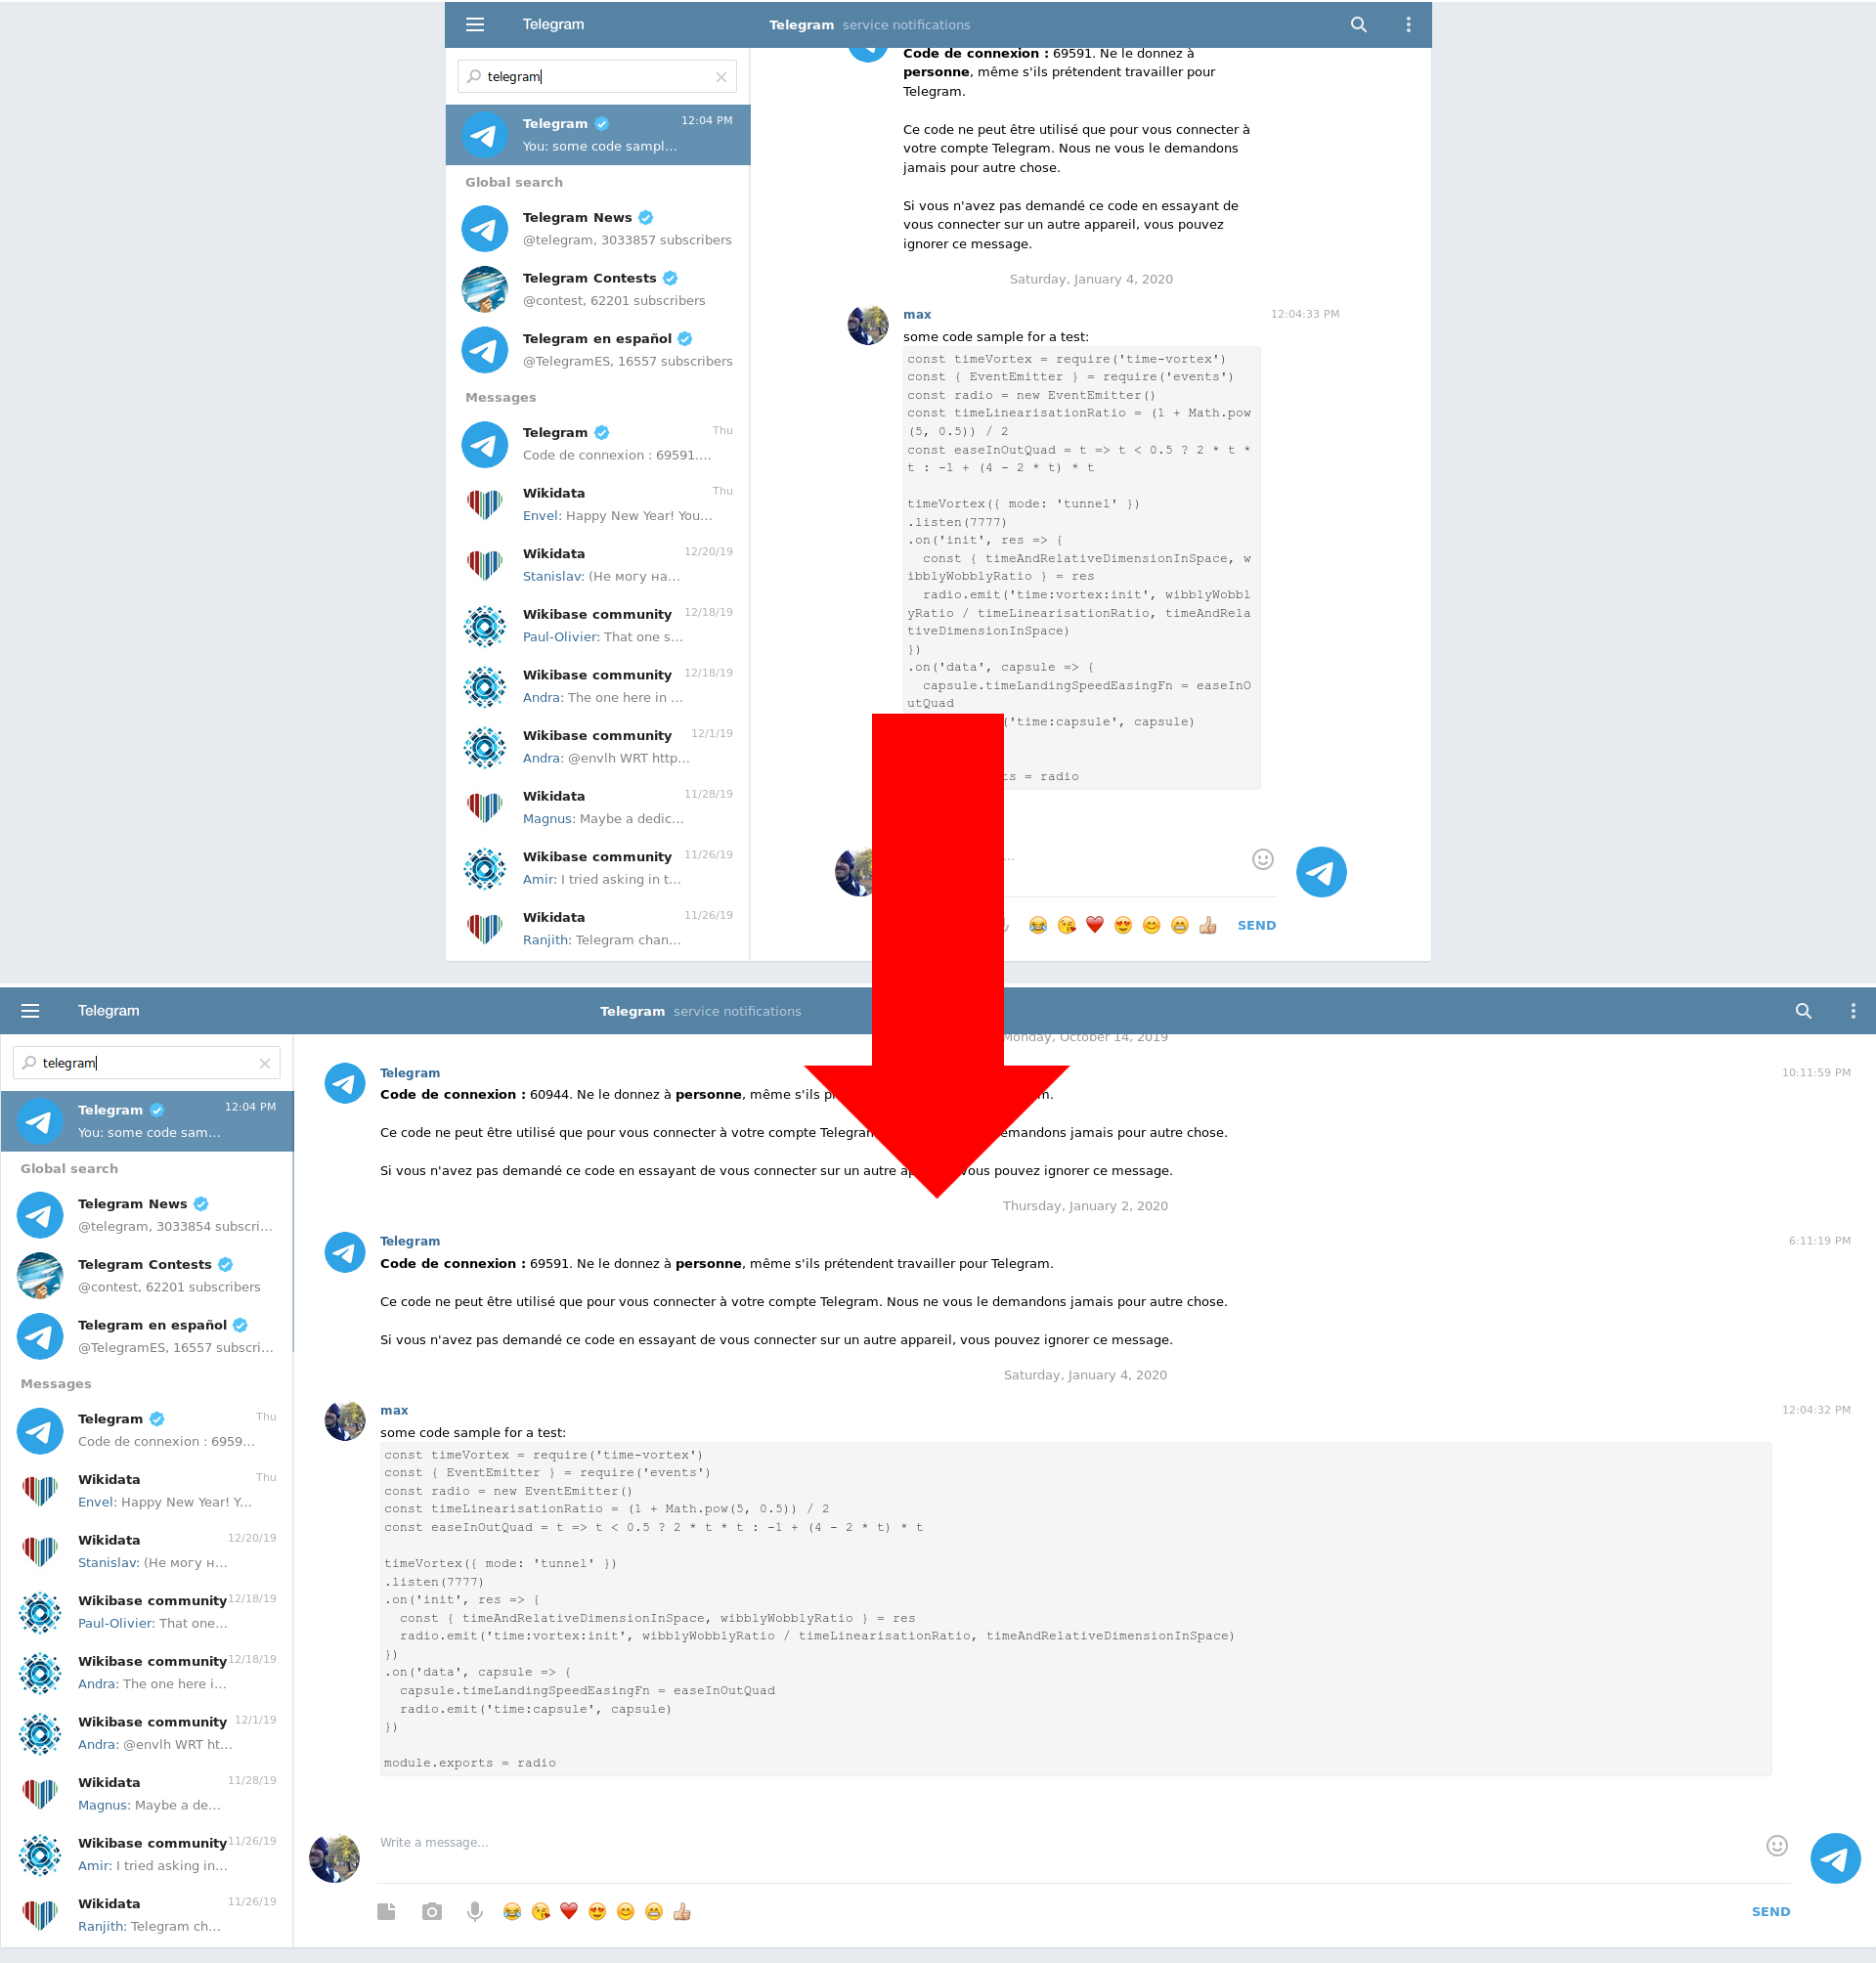 Telegram
Telegram service notifications
telegram
Telegram 12:04 PM
You: some code sampl...
Global search
Telegram News
@telegram, 3033857 subscribers
Telegram Contests
@contest, 62201 subscribers
Telegram en español
@TelegramES, 16557 subscribers
Messages
Telegram Thu
Code de connexion : 69591....
Wikidata Thu
Envel: Happy New Year! You...
Wikidata 12/20/19
Stanislav: (Не могу на...
Wikibase community 12/18/19
Paul-Olivier: That one s...
Wikibase community 12/18/19
Andra: The one here in ...
Wikibase community 12/1/19
Andra: @envlh WRT http...
Wikidata 11/28/19
Magnus: Maybe a dedic...
Wikibase community 11/26/19
Amir: I tried asking in t...
Wikidata 11/26/19
Ranjith: Telegram chan...
Code de connexion : 69591. Ne le donnez à
personne, même s'ils prétendent travailler pour
Telegram.
Ce code ne peut être utilisé que pour vous connecter à
votre compte Telegram. Nous ne vous le demandons
jamais pour autre chose.
Si vous n'avez pas demandé ce code en essayant de
vous connecter sur un autre appareil, vous pouvez
ignorer ce message.
Saturday, January 4, 2020
max 12:04:33 PM
some code sample for a test:
const timeVortex = require('time-vortex')
const { EventEmitter } = require('events')
const radio = new EventEmitter()
const timeLinearisationRatio = (1 + Math.pow
(5, 0.5)) / 2
const easeInOutQuad = t => t < 0.5 ? 2 * t *
t : -1 + (4 - 2 * t) * t
timeVortex({ mode: 'tunnel' })
.listen(7777)
.on('init', res => {
const { timeAndRelativeDimensionInSpace, w
ibblyWobblyRatio } = res
radio.emit('time:vortex:init', wibblyWobbl
yRatio / timeLinearisationRatio, timeAndRela
tiveDimensionInSpace)
})
.on('data', capsule => {
capsule.timeLandingSpeedEasingFn = easeInO
utQuad
('time:capsule', capsule)
ts = radio
...
SEND
Telegram
Telegram service notifications
telegram
Telegram 12:04 PM
You: some code sam...
Global search
Telegram News
@telegram, 3033854 subscri...
Telegram Contests
@contest, 62201 subscribers
Telegram en español
@TelegramES, 16557 subscri...
Messages
Telegram Thu
Code de connexion : 6959...
Wikidata Thu
Envel: Happy New Year! Y...
Wikidata 12/20/19
Stanislav: (Не могу н...
Wikibase community 12/18/19
Paul-Olivier: That one...
Wikibase community 12/18/19
Andra: The one here i...
Wikibase community 12/1/19
Andra: @envlh WRT ht...
Wikidata 11/28/19
Magnus: Maybe a de...
Wikibase community 11/26/19
Amir: I tried asking in...
Wikidata 11/26/19
Ranjith: Telegram ch...
Monday, October 14, 2019
Telegram 10:11:59 PM
Code de connexion : 60944. Ne le donnez à personne, même s'ils
Ce code ne peut être utilisé que pour vous connecter à votre compte Telegram demandons jamais pour autre chose.
Si vous n'avez pas demandé ce code en essayant de vous connecter sur un autre vous pouvez ignorer ce message.
Thursday, January 2, 2020
Telegram 6:11:19 PM
Code de connexion : 69591. Ne le donnez à personne, même s'ils prétendent travailler pour Telegram.
Ce code ne peut être utilisé que pour vous connecter à votre compte Telegram. Nous ne vous le demandons jamais pour autre chose.
Si vous n'avez pas demandé ce code en essayant de vous connecter sur un autre appareil, vous pouvez ignorer ce message.
Saturday, January 4, 2020
max 12:04:32 PM
some code sample for a test:
const timeVortex = require('time-vortex')
const { EventEmitter } = require('events')
const radio = new EventEmitter()
const timeLinearisationRatio = (1 + Math.pow(5, 0.5)) / 2
const easeInOutQuad = t => t < 0.5 ? 2 * t * t : -1 + (4 - 2 * t) * t
timeVortex({ mode: 'tunnel' })
.listen(7777)
.on('init', res => {
const { timeAndRelativeDimensionInSpace, wibblyWobblyRatio } = res
radio.emit('time:vortex:init', wibblyWobblyRatio / timeLinearisationRatio, timeAndRelativeDimensionInSpace)
})
.on('data', capsule => {
capsule.timeLandingSpeedEasingFn = easeInOutQuad
radio.emit('time:capsule', capsule)
})
module.exports = radio
Write a message...
SEND